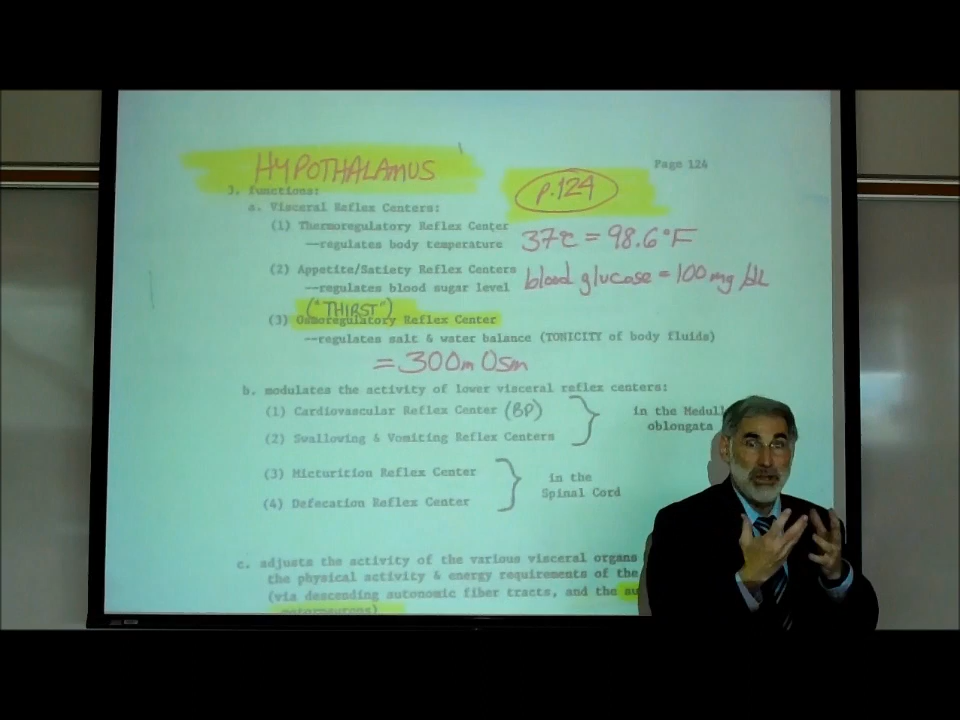 HYPOTHALAMUS
Page 124
3. functions:
p.124
a. Visceral Reflex Centers:
(1) Thermoregulatory Reflex Center
--regulates body temperature
37°C = 98.6°F
(2) Appetite/Satiety Reflex Centers
--regulates blood sugar level
blood glucose = 100 mg/dL
("THIRST")
(3) Osmoregulatory Reflex Center
--regulates salt & water balance (TONICITY of body fluids)
= 300m Osm
b. modulates the activity of lower visceral reflex centers:
(1) Cardiovascular Reflex Center (BP)
(2) Swallowing & Vomiting Reflex Centers
in the Medull
oblongata
(3) Micturition Reflex Center
(4) Defecation Reflex Center
in the
Spinal Cord
c. adjusts the activity of the various visceral organs
the physical activity & energy requirements of the
(via descending autonomic fiber tracts, and the au
motorneurons)